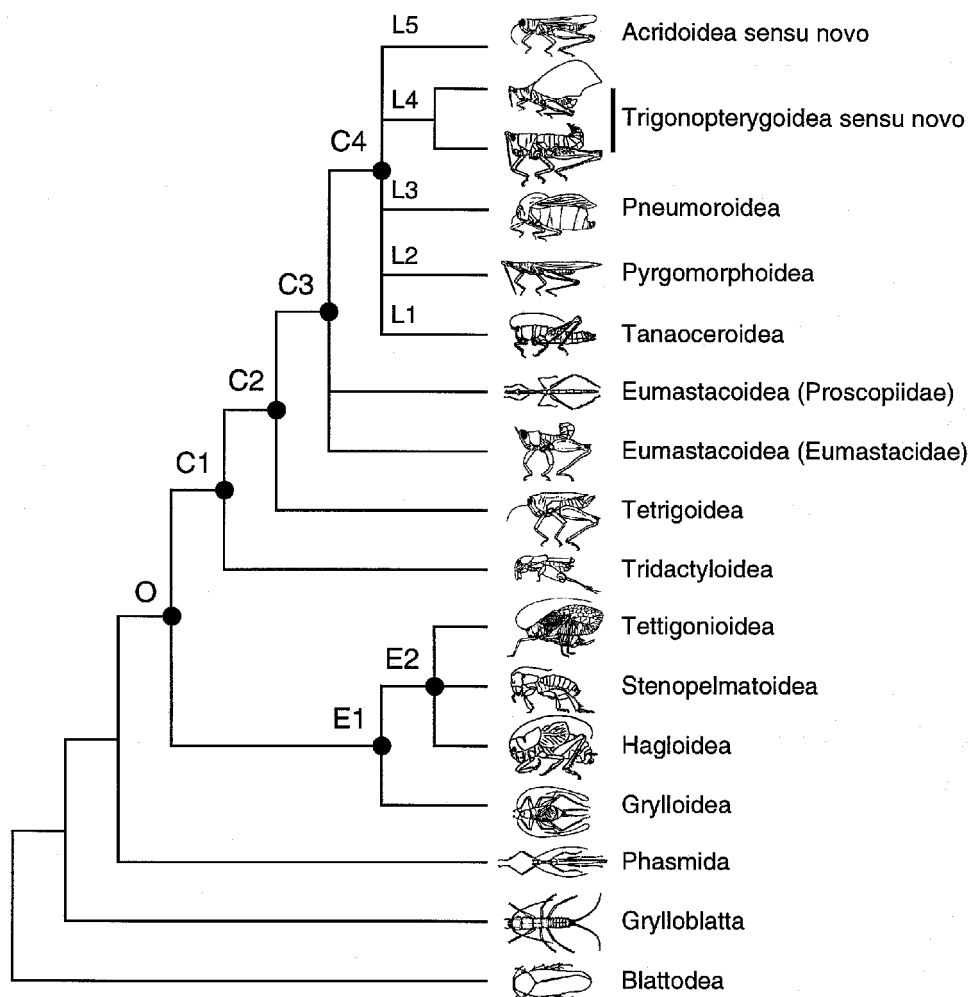 L5
Acridoidea sensu novo
L4
Trigonopterygoidea sensu novo
C4
L3
Pneumoroidea
L2
Pyrgomorphoidea
C3
L1
Tanaoceroidea
C2
Eumastacoidea (Proscopiidae)
Eumastacoidea (Eumastacidae)
C1
Tetrigoidea
Tridactyloidea
O
Tettigonioidea
E2
Stenopelmatoidea
E1
Hagloidea
Grylloidea
Phasmida
Grylloblatta
Blattodea